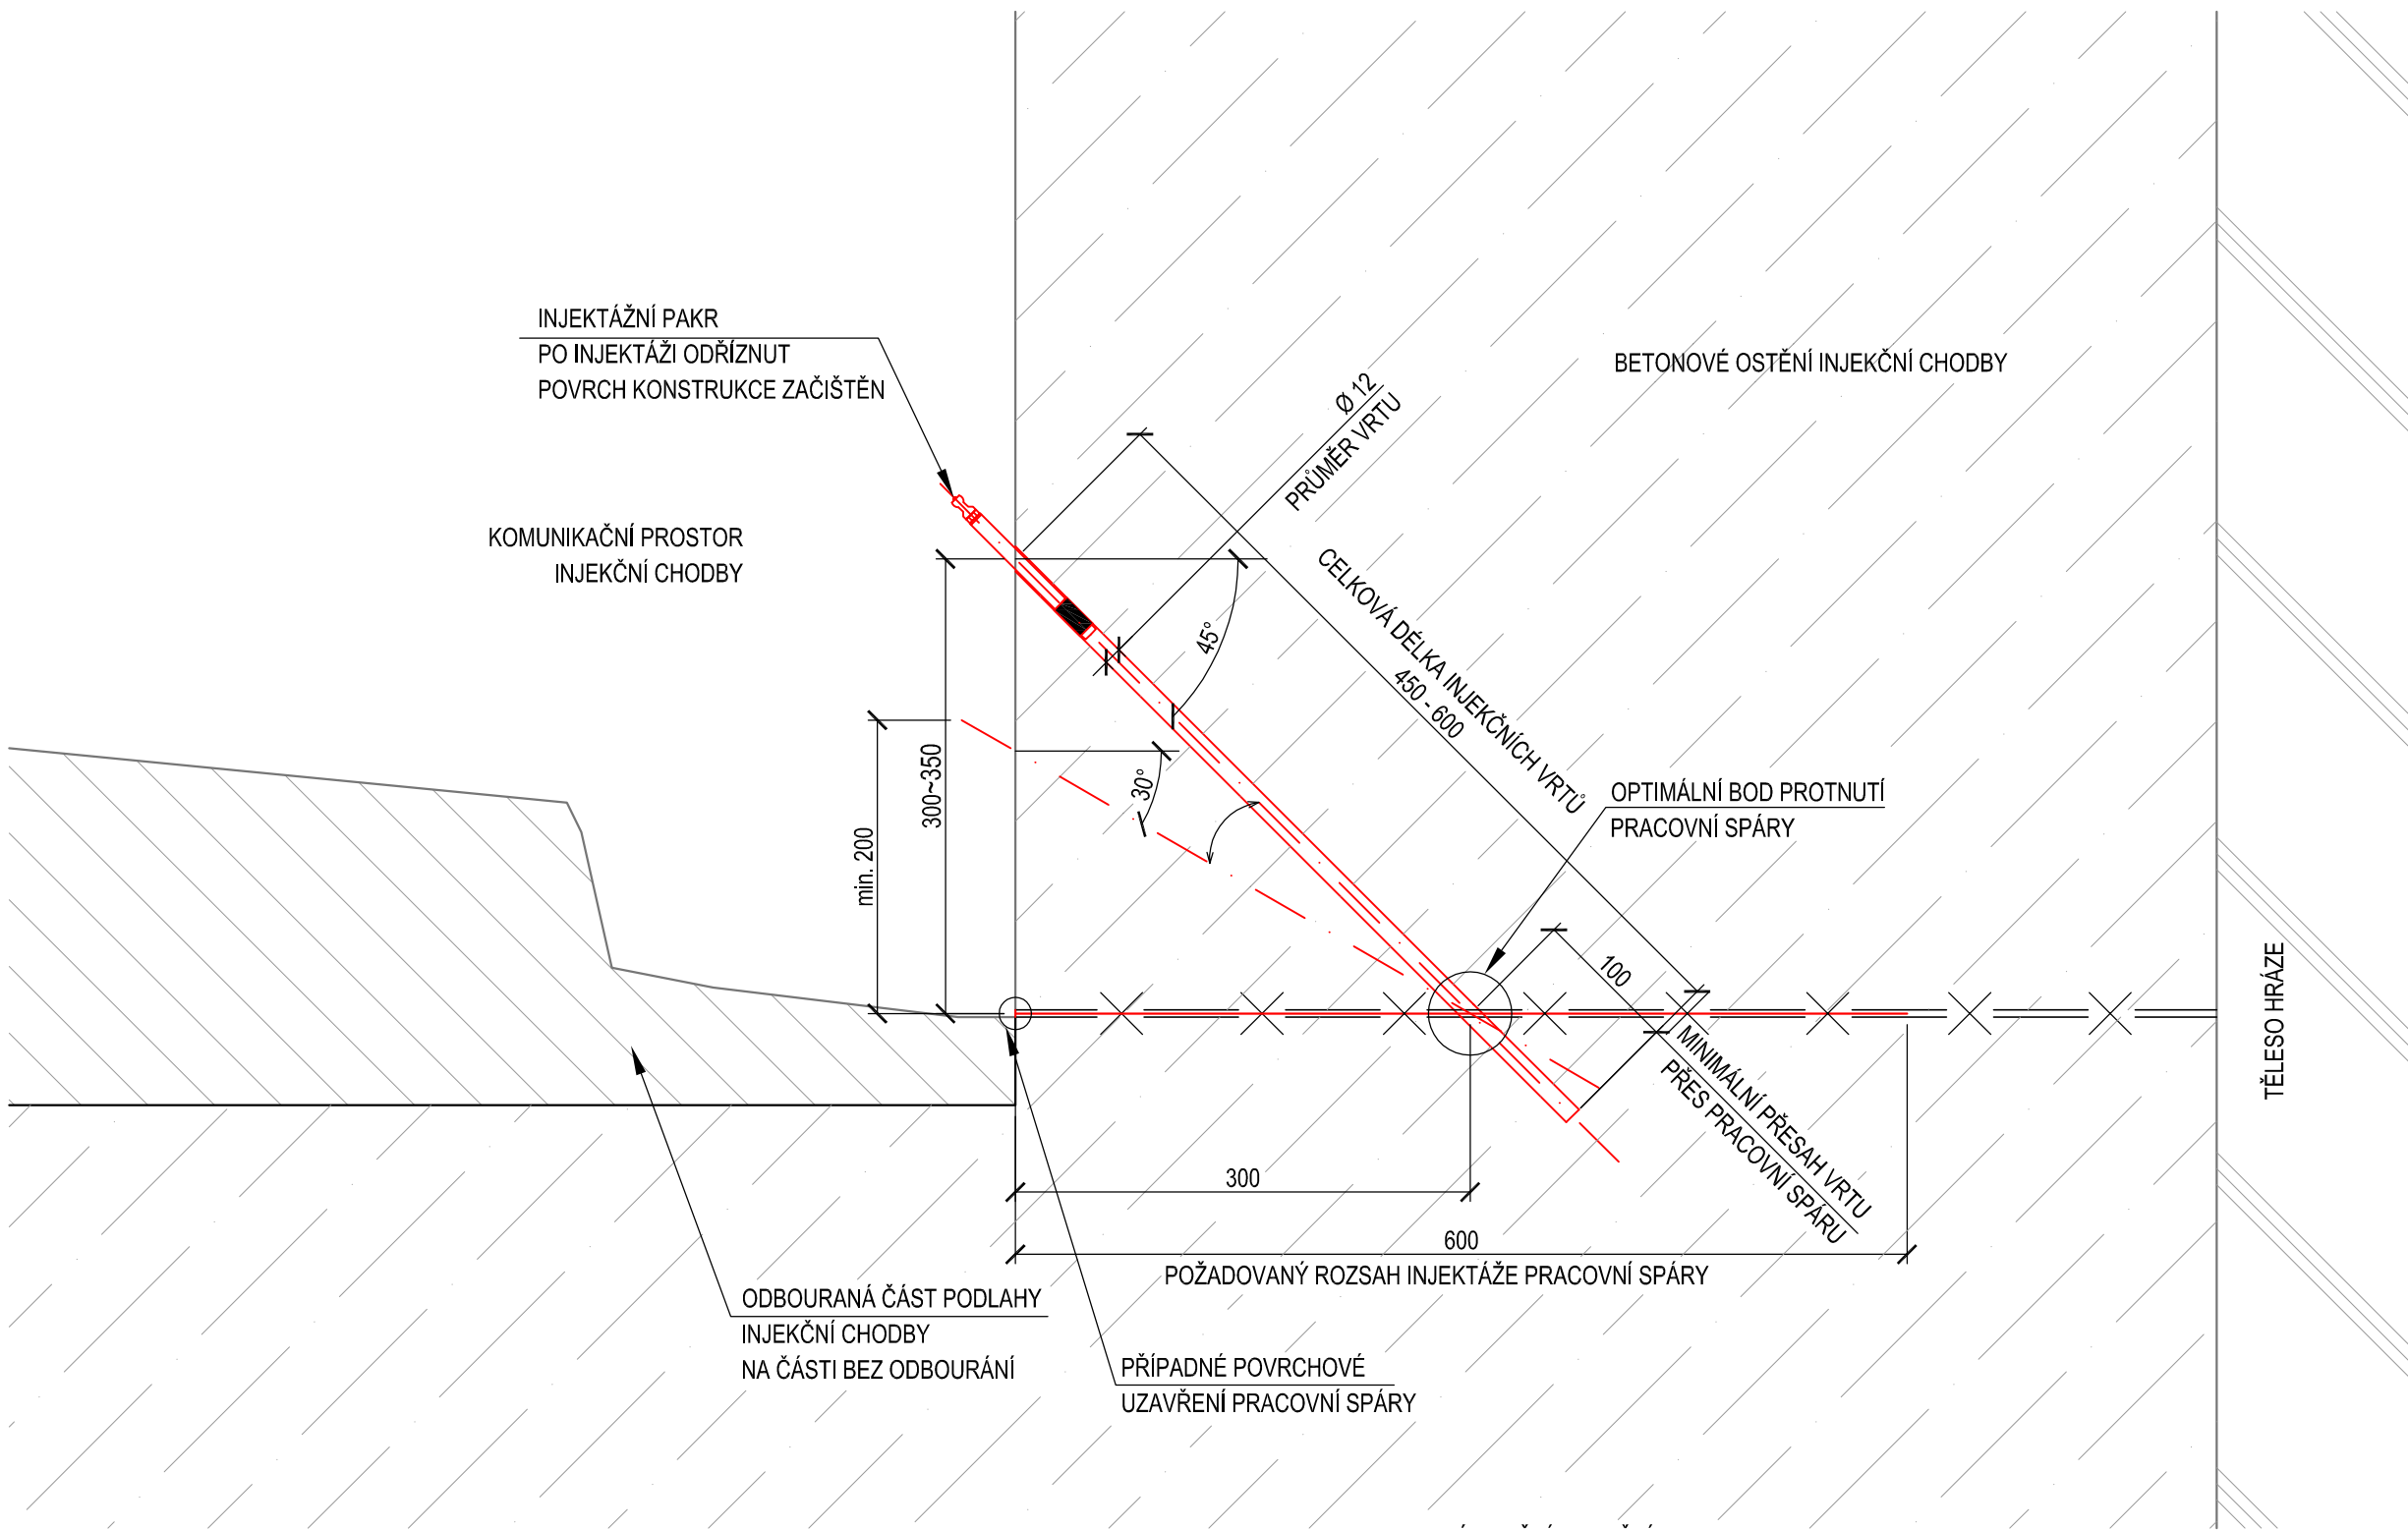 INJEKTÁŽNÍ PAKR
PO INJEKTÁŽI ODŘÍZNUT
POVRCH KONSTRUKCE ZAČIŠTĚN
BETONOVÉ OSTĚNÍ INJEKČNÍ CHODBY
Ø 12
PRŮMĚR VRTU
KOMUNIKAČNÍ PROSTOR
INJEKČNÍ CHODBY
CELKOVÁ DÉLKA INJEKČNÍCH VRTŮ
450 - 600
45°
30°
300~350
min. 200
OPTIMÁLNÍ BOD PROTNUTÍ
PRACOVNÍ SPÁRY
100
MINIMÁLNÍ PŘESAH VRTU
PŘES PRACOVNÍ SPÁRU
TĚLESO HRÁZE
300
600
POŽADOVANÝ ROZSAH INJEKTÁŽE PRACOVNÍ SPÁRY
ODBOURANÁ ČÁST PODLAHY
INJEKČNÍ CHODBY
NA ČÁSTI BEZ ODBOURÁNÍ
PŘÍPADNÉ POVRCHOVÉ
UZAVŘENÍ PRACOVNÍ SPÁRY